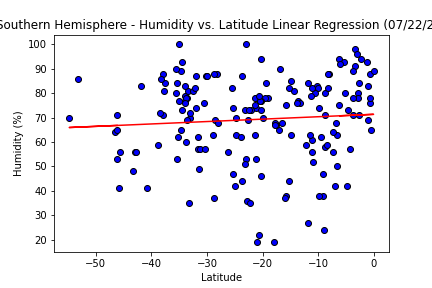 Southern Hemisphere - Humidity vs. Latitude Linear Regression (07/22/2
100
90
80
70
60
50
40
30
20
Humidity (%)
−50 −40 −30 −20 −10 0
Latitude